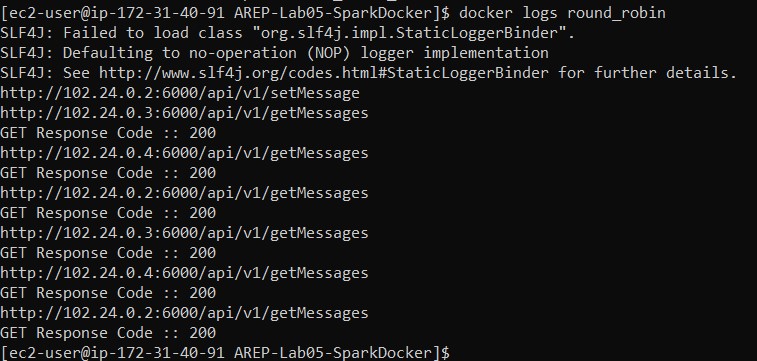 [ec2-user@ip-172-31-40-91 AREP-Lab05-SparkDocker]$ docker logs round_robin
SLF4J: Failed to load class "org.slf4j.impl.StaticLoggerBinder".
SLF4J: Defaulting to no-operation (NOP) logger implementation
SLF4J: See http://www.slf4j.org/codes.html#StaticLoggerBinder for further details.
http://102.24.0.2:6000/api/v1/setMessage
http://102.24.0.3:6000/api/v1/getMessages
GET Response Code :: 200
http://102.24.0.4:6000/api/v1/getMessages
GET Response Code :: 200
http://102.24.0.2:6000/api/v1/getMessages
GET Response Code :: 200
http://102.24.0.3:6000/api/v1/getMessages
GET Response Code :: 200
http://102.24.0.4:6000/api/v1/getMessages
GET Response Code :: 200
http://102.24.0.2:6000/api/v1/getMessages
GET Response Code :: 200
[ec2-user@ip-172-31-40-91 AREP-Lab05-SparkDocker]$